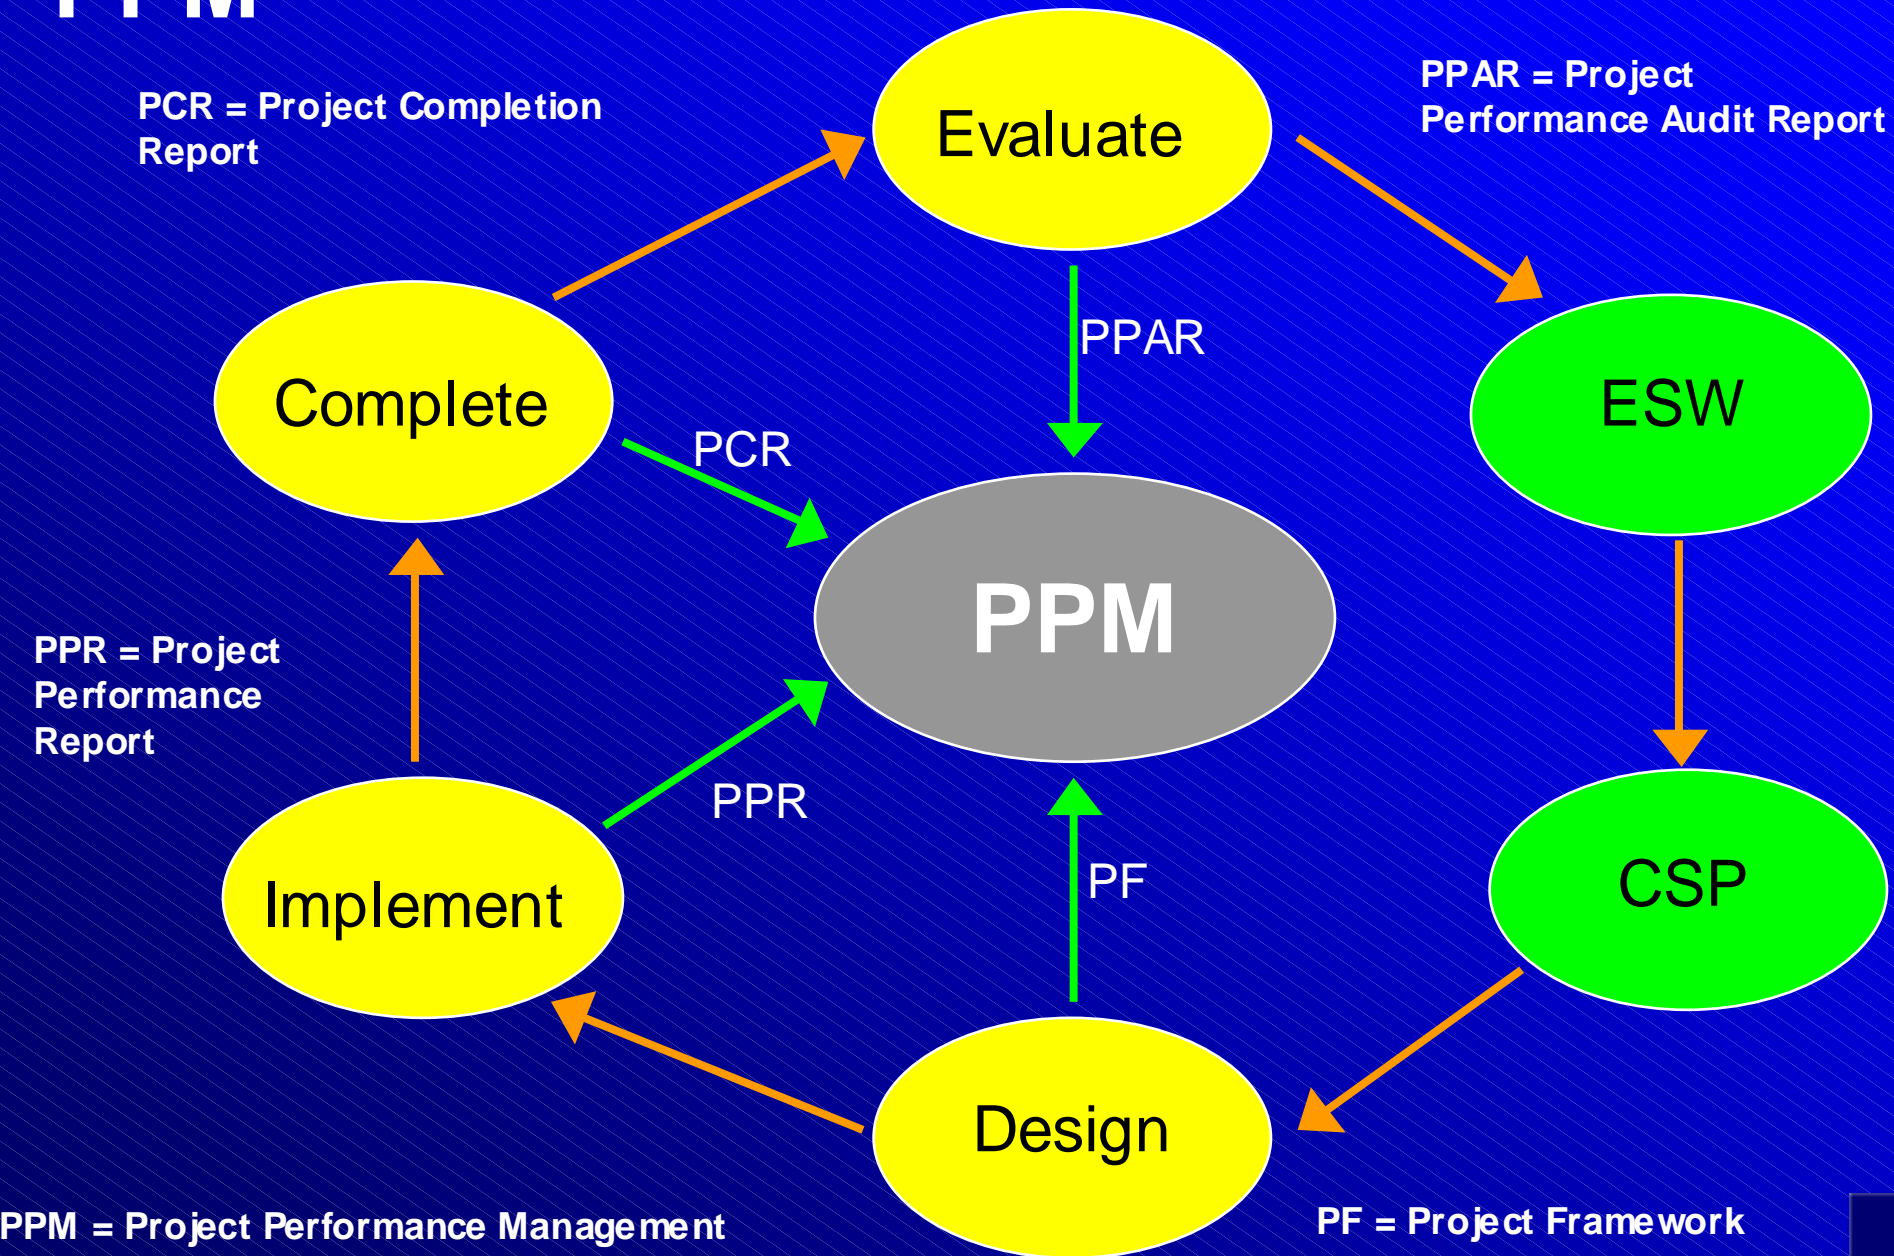 PPM
PCR = Project Completion
Report
Evaluate
PPAR = Project
Performance Audit Report
PPAR
Complete
ESW
PCR
PPM
PPR = Project
Performance
Report
PPR
PF
CSP
Implement
Design
PPM = Project Performance Management
PF = Project Framework